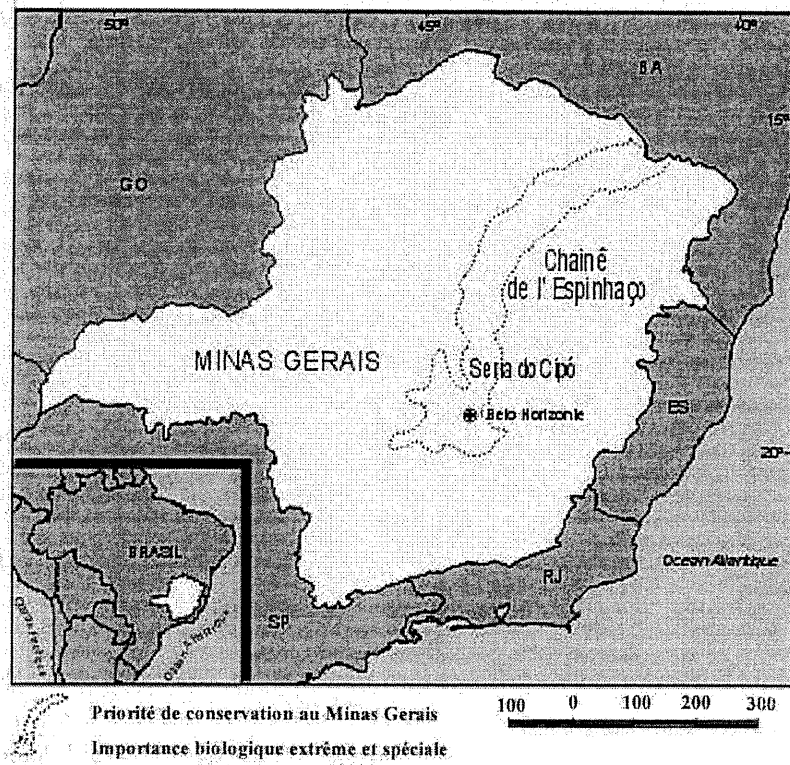 50°
45°
40°
BA
15°
GO
Chainê
de l' Espinhaço
MINAS GERAIS
Serra do Cipó
Belo Horizonte
ES
20°
BRASIL
RJ
Ocean Atlantique
SP
Priorité de conservation au Minas Gerais
100 0 100 200 300
Importance biologique extrême et spéciale